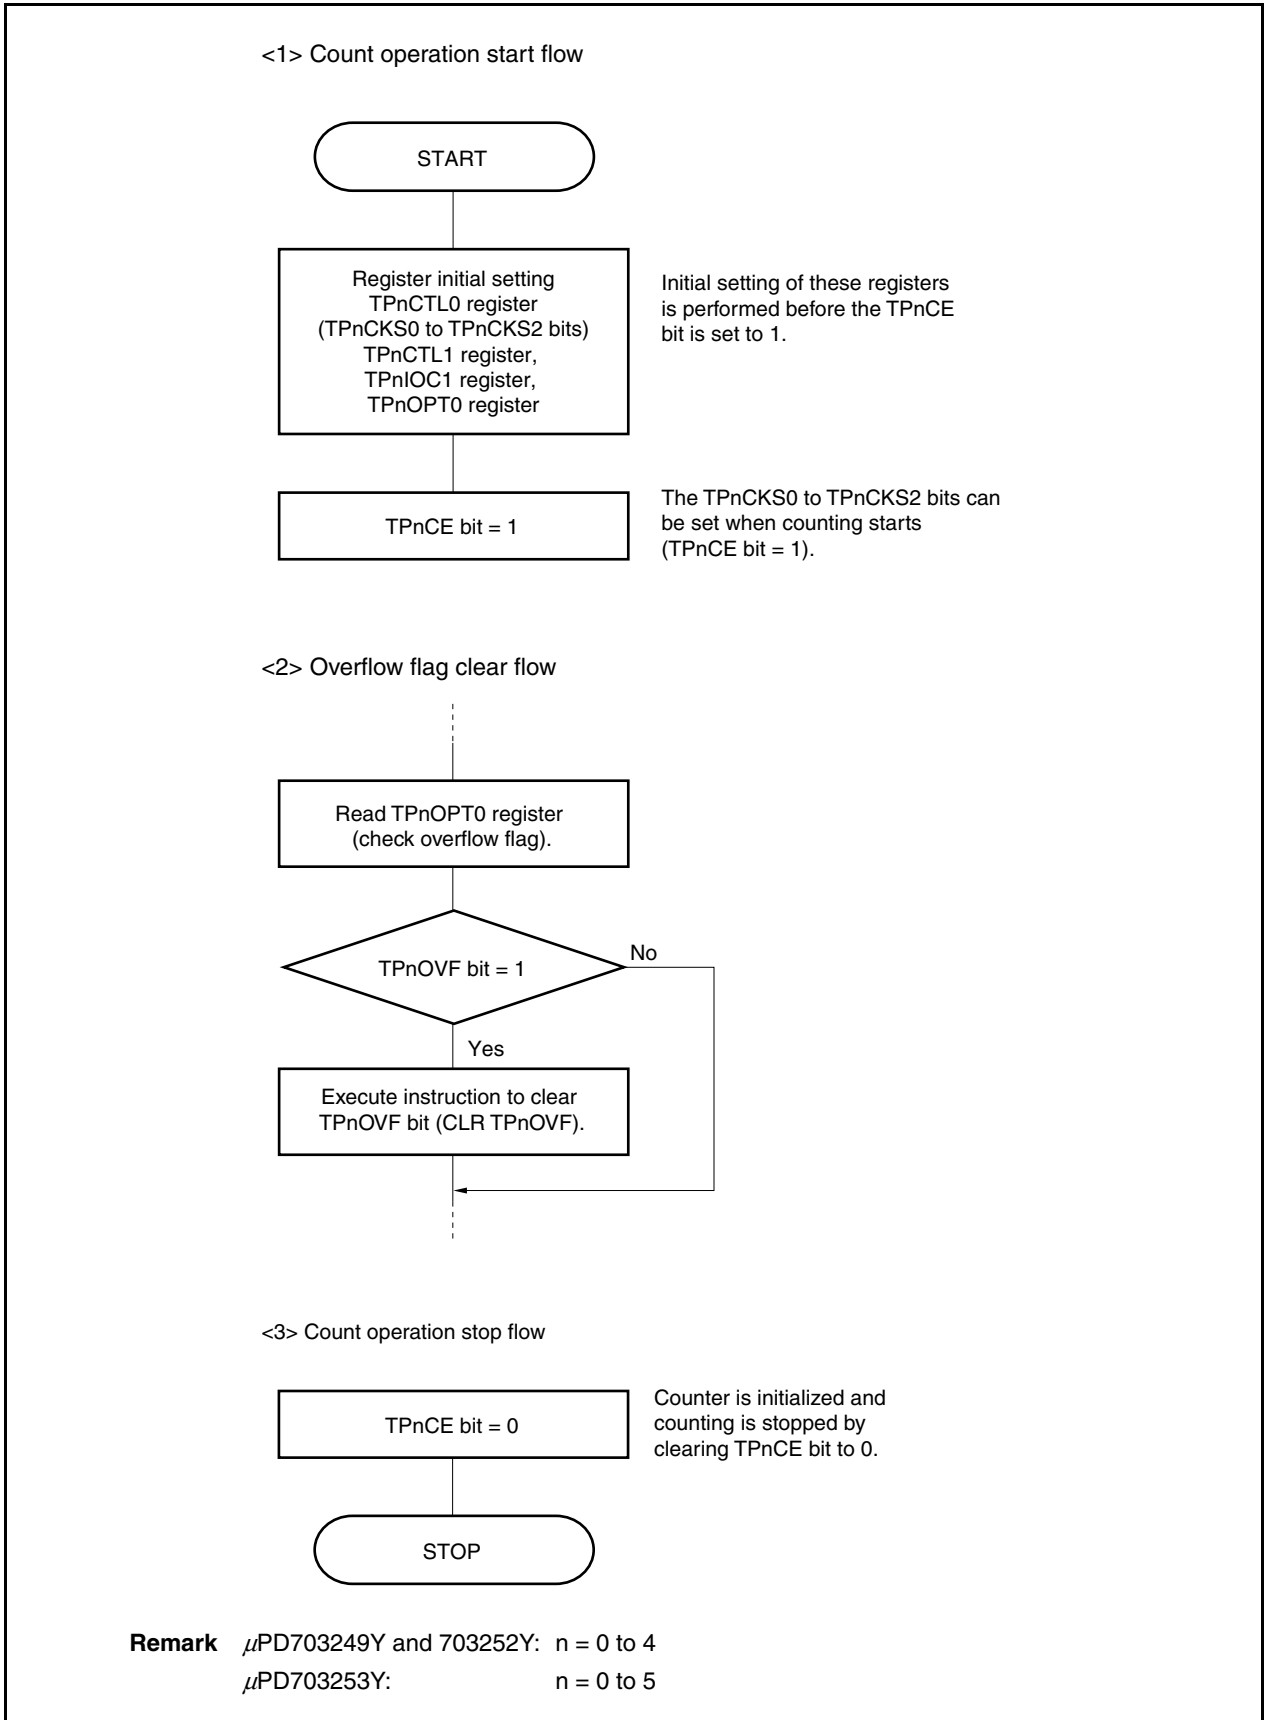 <1> Count operation start flow
START
Register initial setting
TPnCTL0 register
(TPnCKS0 to TPnCKS2 bits)
TPnCTL1 register,
TPnIOC1 register,
TPnOPT0 register
Initial setting of these registers
is performed before the TPnCE
bit is set to 1.
TPnCE bit = 1
The TPnCKS0 to TPnCKS2 bits can
be set when counting starts
(TPnCE bit = 1).
<2> Overflow flag clear flow
Read TPnOPT0 register
(check overflow flag).
TPnOVF bit = 1
No
Yes
Execute instruction to clear
TPnOVF bit (CLR TPnOVF).
<3> Count operation stop flow
TPnCE bit = 0
Counter is initialized and
counting is stopped by
clearing TPnCE bit to 0.
STOP
Remark μPD703249Y and 703252Y: n = 0 to 4
μPD703253Y: n = 0 to 5